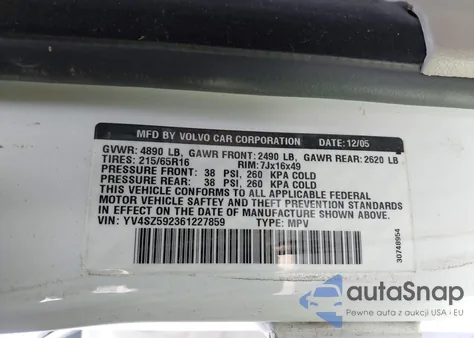 MFD BY VOLVO CAR CORPORATION DATE: 12/05
GVWR: 4890 LB, GAWR FRONT: 2490 LB, GAWR REAR: 2620 LB
TIRES: 215/65R16 RIM: 7Jx16x49
PRESSURE FRONT: 38 PSI, 260 KPA COLD
PRESSURE REAR: 38 PSI, 260 KPA COLD
THIS VEHICLE CONFORMS TO ALL APPLICABLE FEDERAL
MOTOR VEHICLE SAFETY AND THEFT PREVENTION STANDARDS
IN EFFECT ON THE DATE OF MANUFACTURE SHOWN ABOVE.
VIN: YV4SZ592361227859 TYPE: MPV
30748954
autoSnap
Pewne auta z aukcji USA i EU